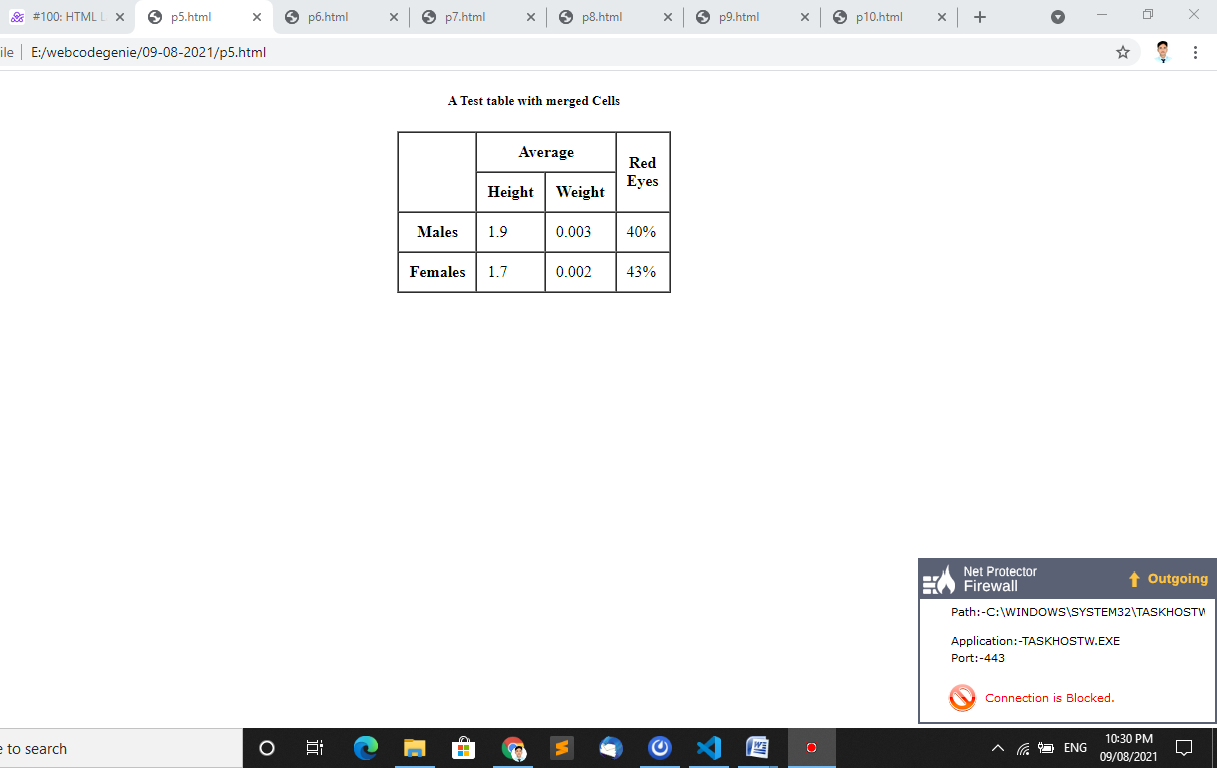 #100: HTML L
p5.html
p6.html
p7.html
p8.html
p9.html
p10.html
ile
E:/webcodegenie/09-08-2021/p5.html
A Test table with merged Cells
Average
Red
Eyes
Height Weight
Males 1.9 0.003 40%
Females 1.7 0.002 43%
Net Protector
Firewall
Outgoing
Path:-C:\WINDOWS\SYSTEM32\TASKHOSTW
Application:-TASKHOSTW.EXE
Port:-443
Connection is Blocked.
e to search
ENG
10:30 PM
09/08/2021